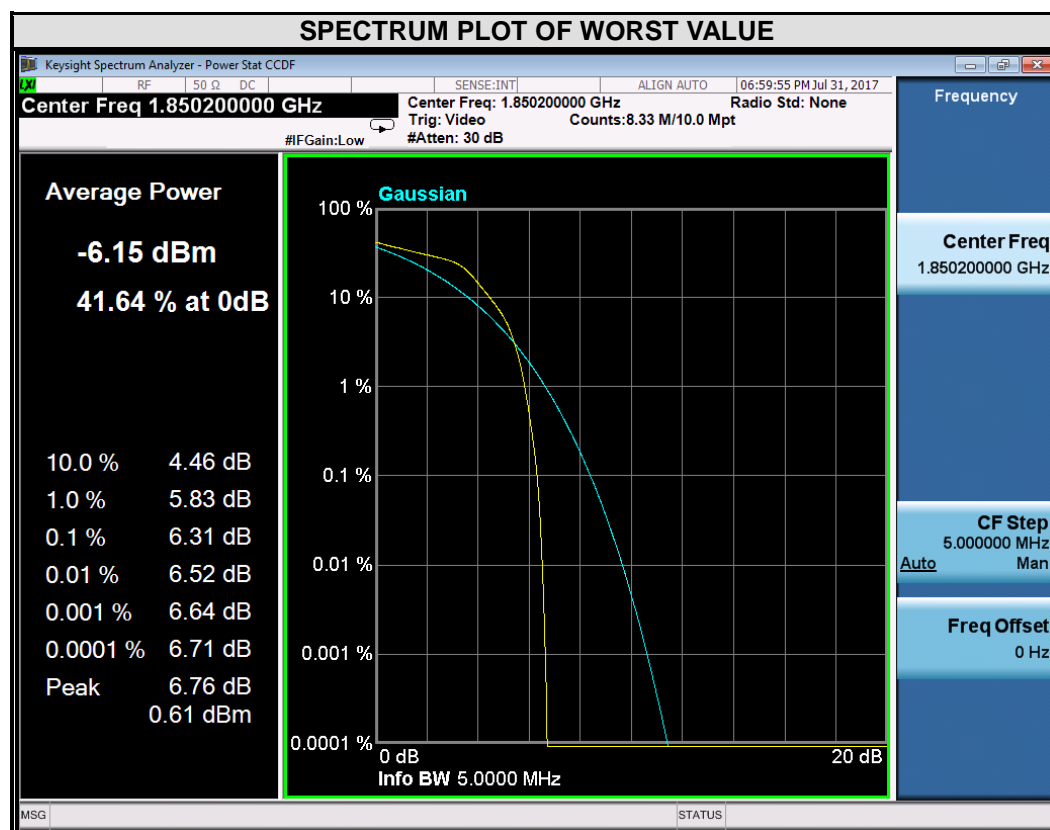 SPECTRUM PLOT OF WORST VALUE
Keysight Spectrum Analyzer - Power Stat CCDF
LXI RF 50 Ω DC SENSE:INT ALIGN AUTO 06:59:55 PM Jul 31, 2017
Center Freq 1.850200000 GHz
#IFGain:Low
Center Freq: 1.850200000 GHz Radio Std: None
Trig: Video Counts:8.33 M/10.0 Mpt
#Atten: 30 dB
Average Power
-6.15 dBm
41.64 % at 0dB
10.0 % 4.46 dB
1.0 % 5.83 dB
0.1 % 6.31 dB
0.01 % 6.52 dB
0.001 % 6.64 dB
0.0001 % 6.71 dB
Peak 6.76 dB
0.61 dBm
Gaussian
100 %
10 %
1 %
0.1 %
0.01 %
0.001 %
0.0001 %
0 dB 20 dB
Info BW 5.0000 MHz
Frequency
Center Freq
1.850200000 GHz
CF Step
5.000000 MHz
Auto Man
Freq Offset
0 Hz
MSG STATUS